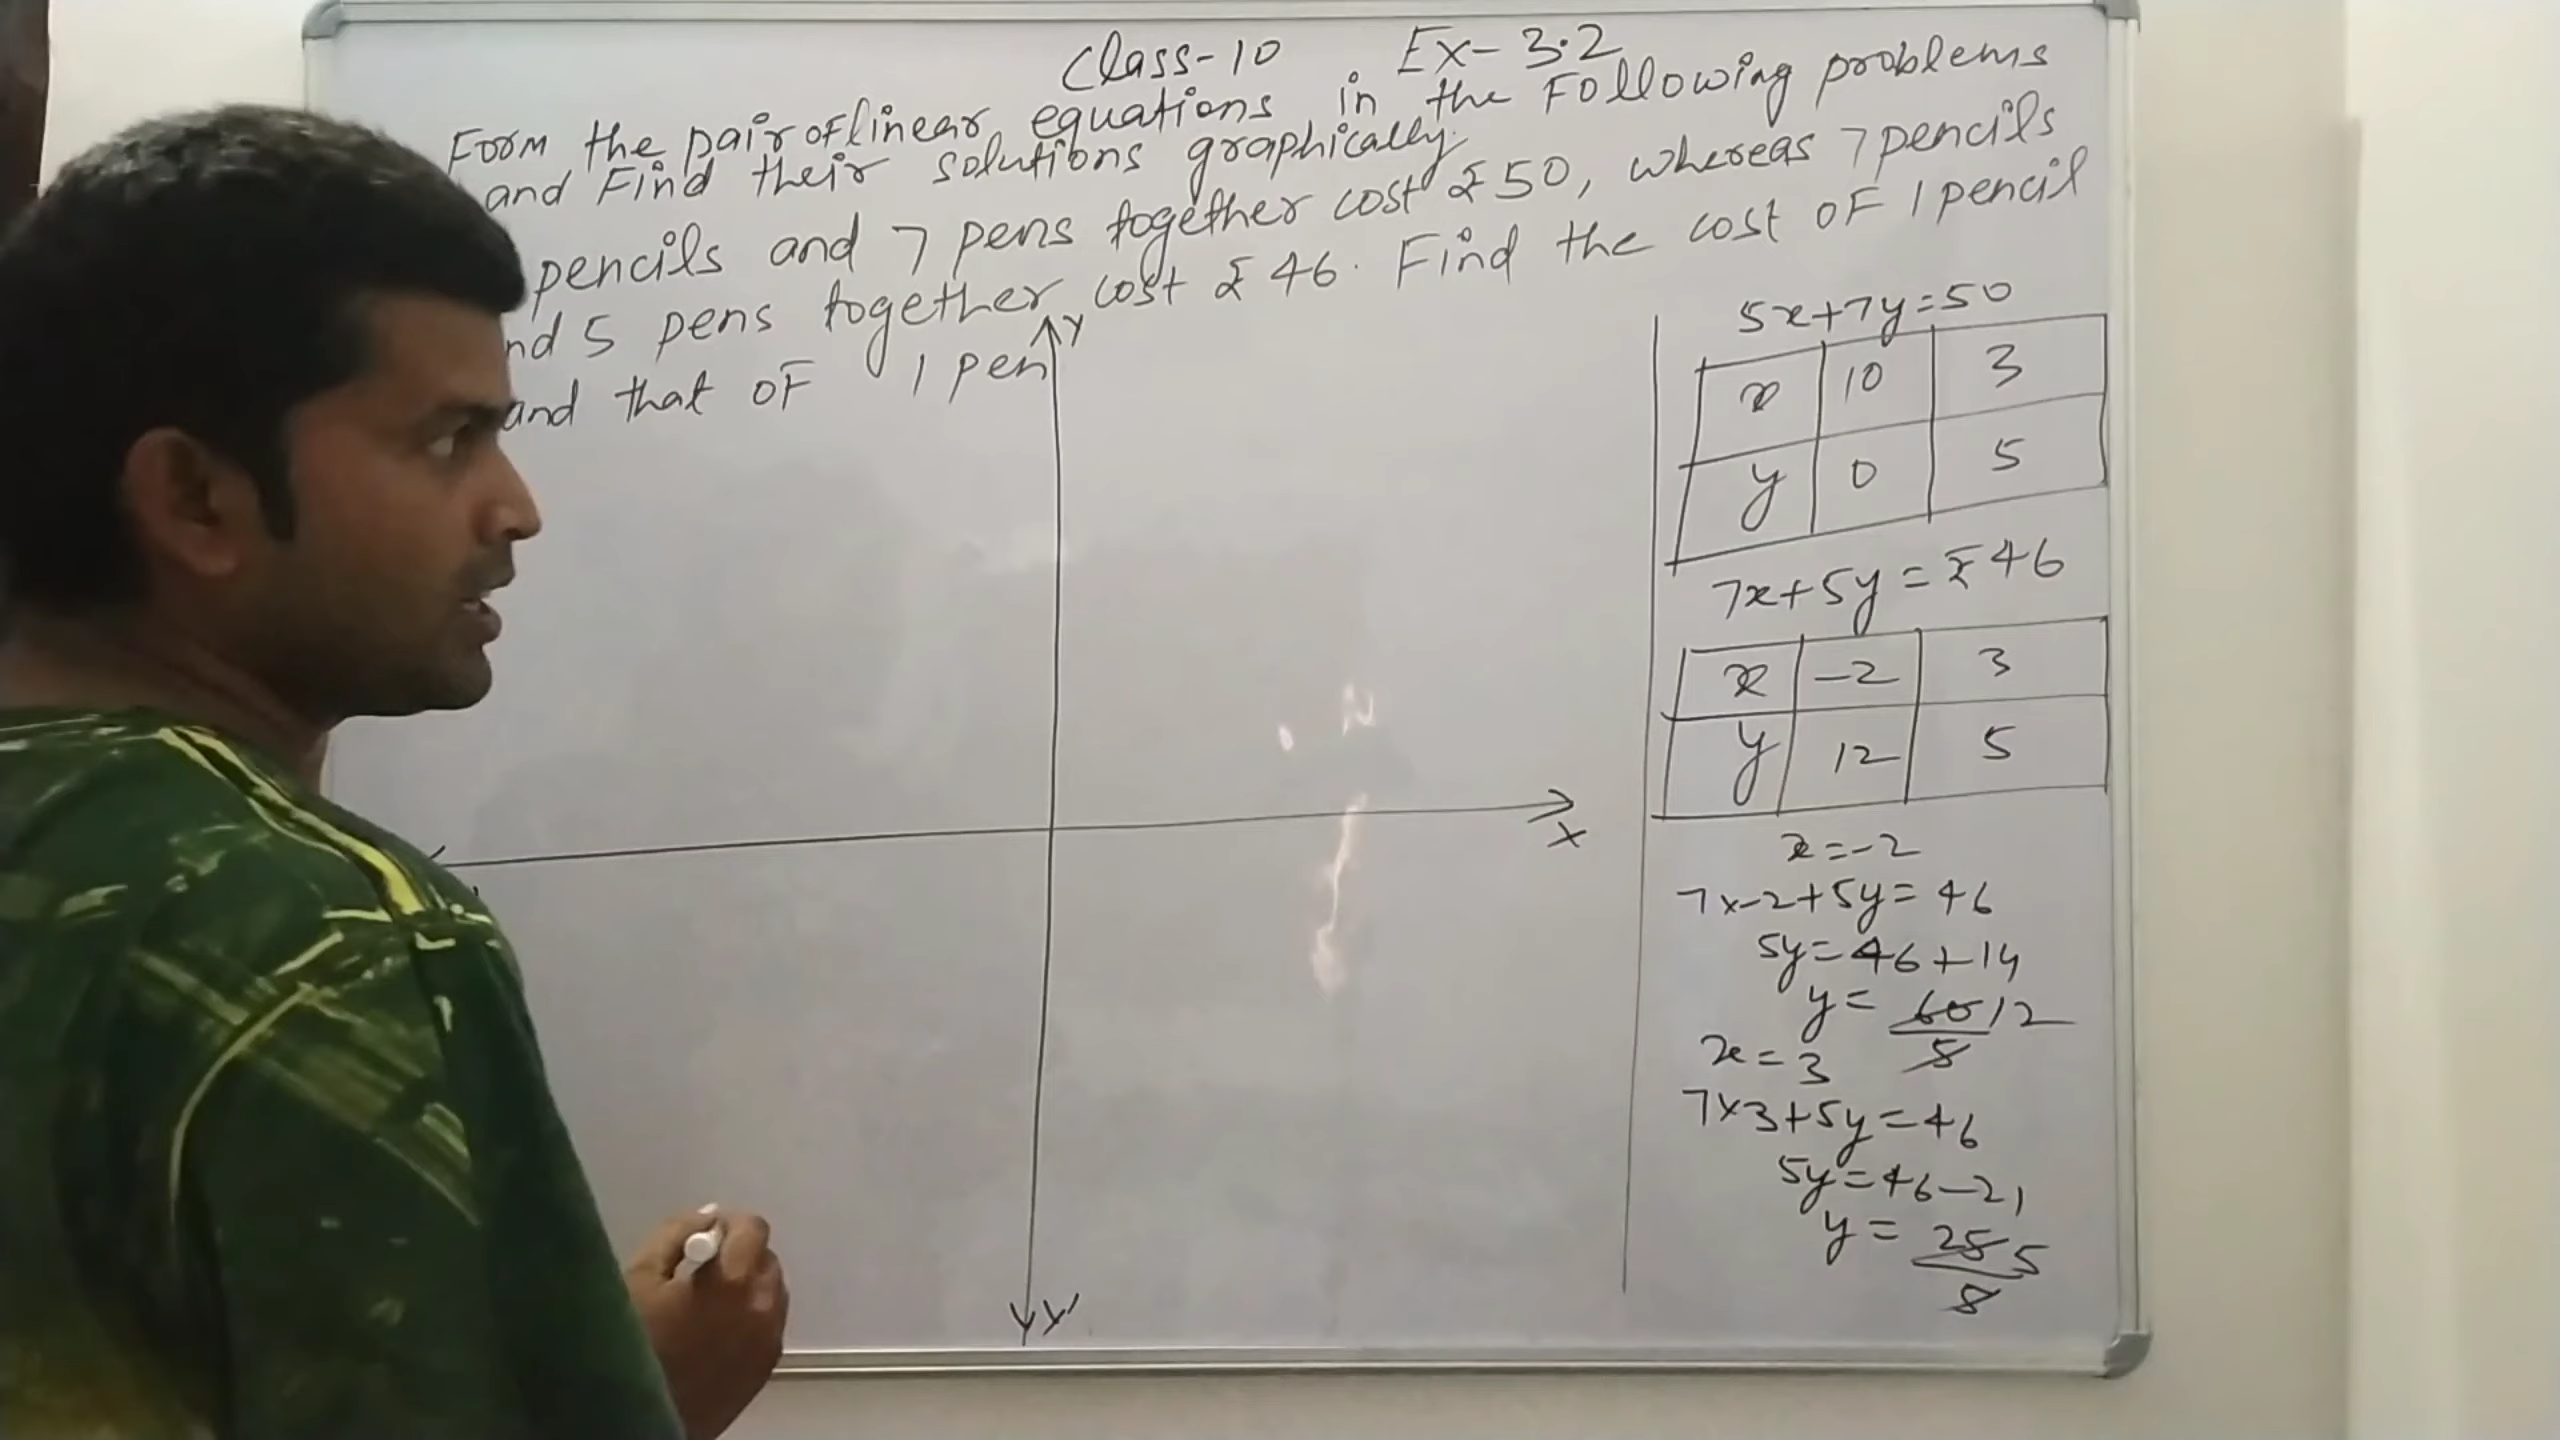 Class-10 Ex-3.2
Form the pair of linear equations in the Following problems
and Find their solutions graphically.
pencils and 7 pens together cost ₹50, whereas 7 pencils
nd 5 pens together cost ₹46. Find the cost of 1 pencil
and that of 1 pen
Y
X
5x+7y=50
x 10 3
y 0 5
7x+5y=₹46
x -2 3
y 12 5
x=-2
7x-2+5y=46
5y=46+14
y=60/5 12
x=3
7x3+5y=46
5y=46-21
y=25/5 5